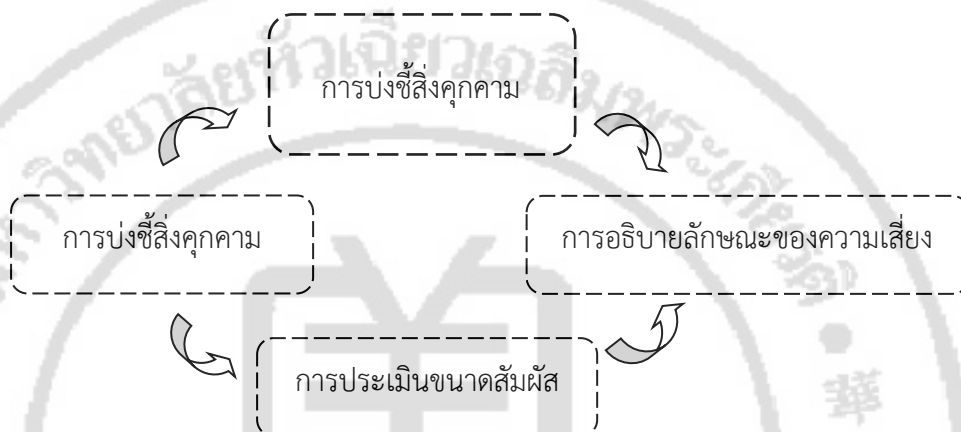 การบ่งชี้สิ่งคุกคาม
การบ่งชี้สิ่งคุกคาม
การอธิบายลักษณะของความเสี่ยง
การประเมินขนาดสัมผัส
華